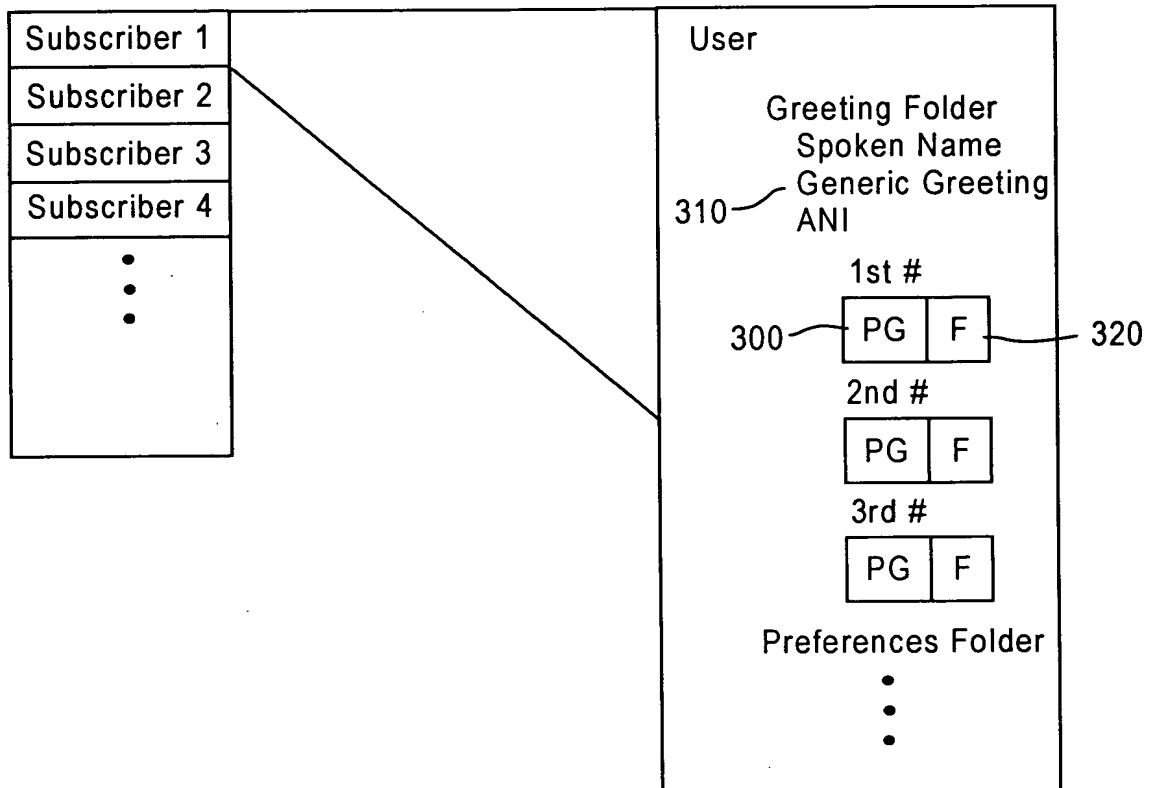 Subscriber 1
Subscriber 2
Subscriber 3
Subscriber 4
User
Greeting Folder
Spoken Name
Generic Greeting
310
ANI
1st #
300 PG F 320
2nd #
PG F
3rd #
PG F
Preferences Folder